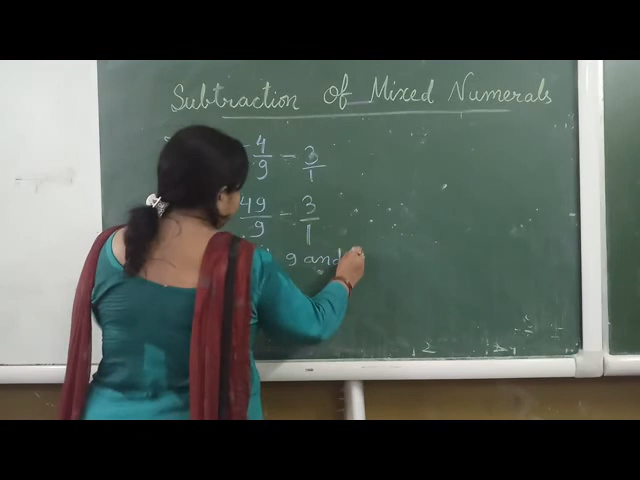 Subtraction of Mixed Numerals
4/9 - 3/1
49/9 - 3/1
9 and